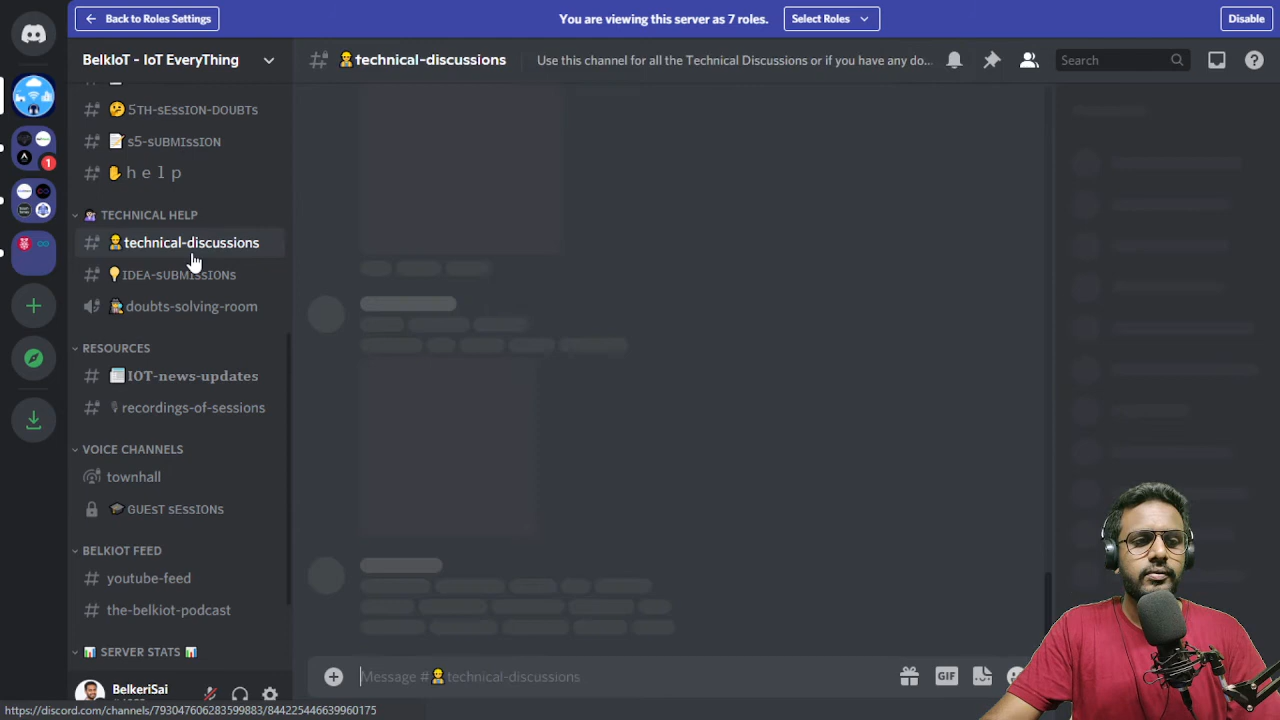 Back to Roles Settings
You are viewing this server as 7 roles.
Select Roles
Disable
BelkIoT - IoT EveryThing
technical-discussions
Use this channel for all the Technical Discussions or if you have any do...
Search
5TH-sEssION-DOUBTs
s5-sUBMIssION
1
h e l p
TECHNICAL HELP
technical-discussions
IDEA-sUBMIssIONs
doubts-solving-room
RESOURCES
IOT-news-updates
recordings-of-sessions
VOICE CHANNELS
townhall
GUEST sEssIONs
BELKIOT FEED
youtube-feed
the-belkiot-podcast
SERVER STATS
Message # technical-discussions
GIF
BelkeriSai
https://discord.com/channels/793047606283599883/844225446639960175